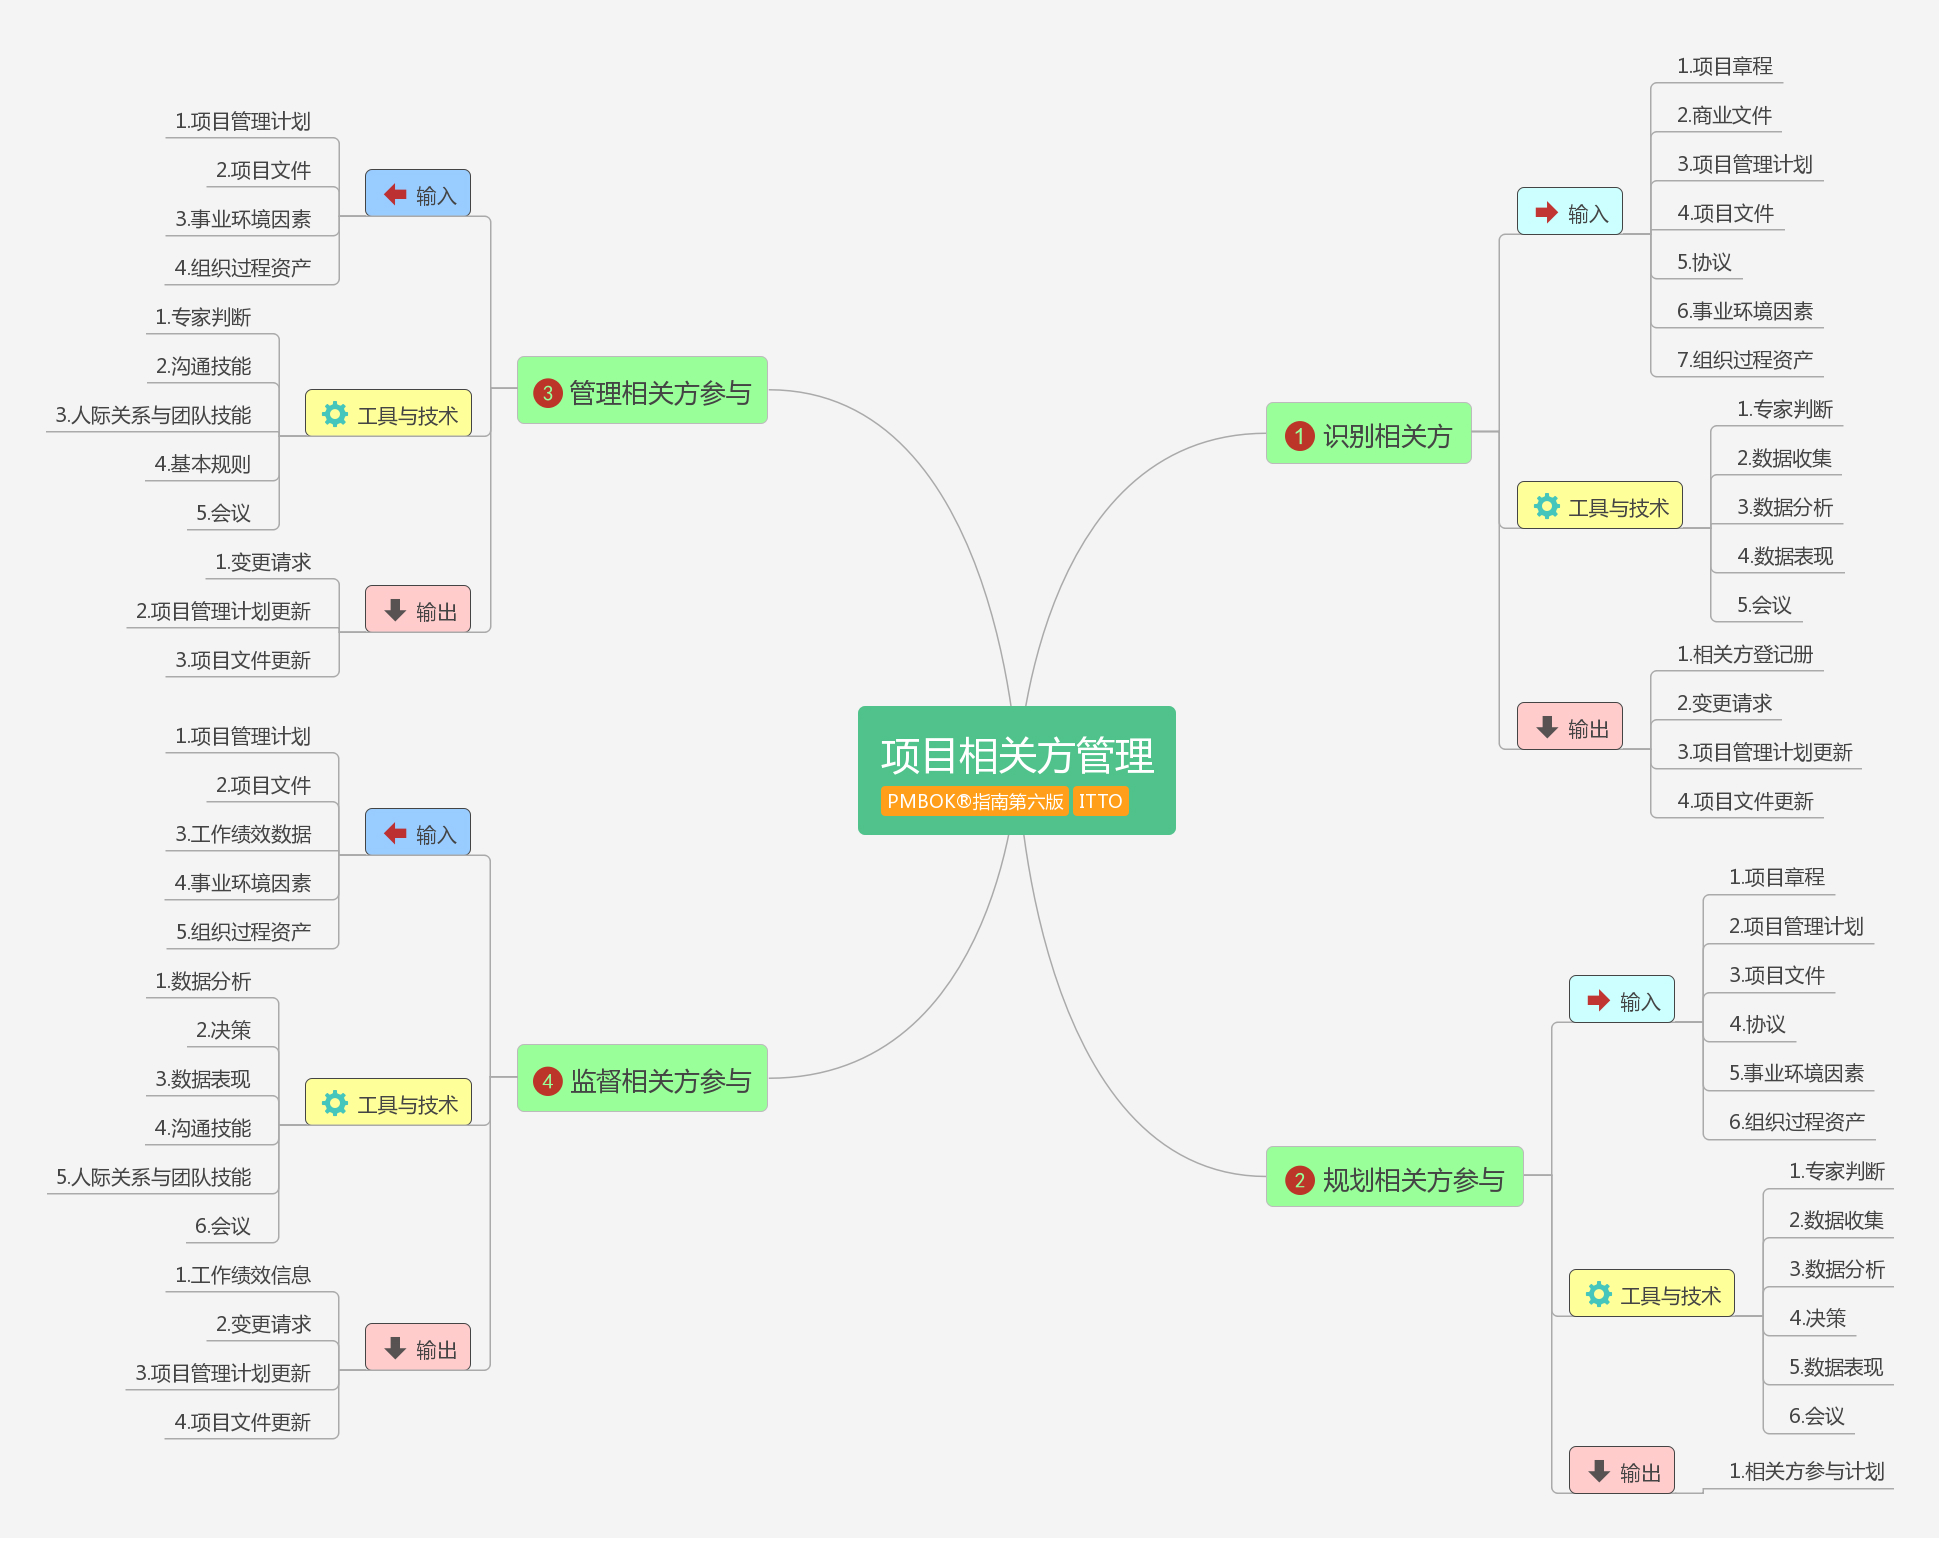 项目相关方管理
PMBOK®指南第六版 ITTO
1 识别相关方
输入
1.项目章程
2.商业文件
3.项目管理计划
4.项目文件
5.协议
6.事业环境因素
7.组织过程资产
工具与技术
1.专家判断
2.数据收集
3.数据分析
4.数据表现
5.会议
输出
1.相关方登记册
2.变更请求
3.项目管理计划更新
4.项目文件更新
2 规划相关方参与
输入
1.项目章程
2.项目管理计划
3.项目文件
4.协议
5.事业环境因素
6.组织过程资产
工具与技术
1.专家判断
2.数据收集
3.数据分析
4.决策
5.数据表现
6.会议
输出
1.相关方参与计划
3 管理相关方参与
输入
1.项目管理计划
2.项目文件
3.事业环境因素
4.组织过程资产
工具与技术
1.专家判断
2.沟通技能
3.人际关系与团队技能
4.基本规则
5.会议
输出
1.变更请求
2.项目管理计划更新
3.项目文件更新
4 监督相关方参与
输入
1.项目管理计划
2.项目文件
3.工作绩效数据
4.事业环境因素
5.组织过程资产
工具与技术
1.数据分析
2.决策
3.数据表现
4.沟通技能
5.人际关系与团队技能
6.会议
输出
1.工作绩效信息
2.变更请求
3.项目管理计划更新
4.项目文件更新